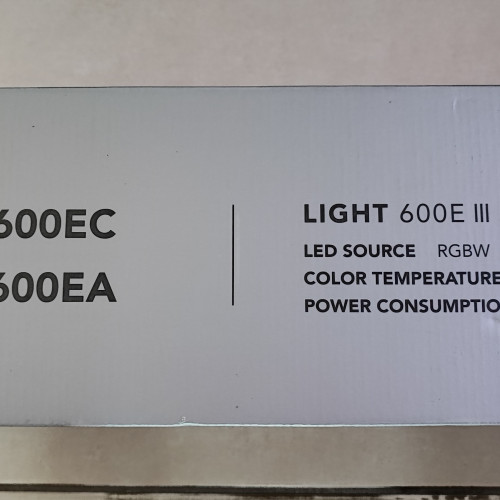 600EC
600EA
LIGHT 600E III
LED SOURCE RGBW
COLOR TEMPERATURE
POWER CONSUMPTIO